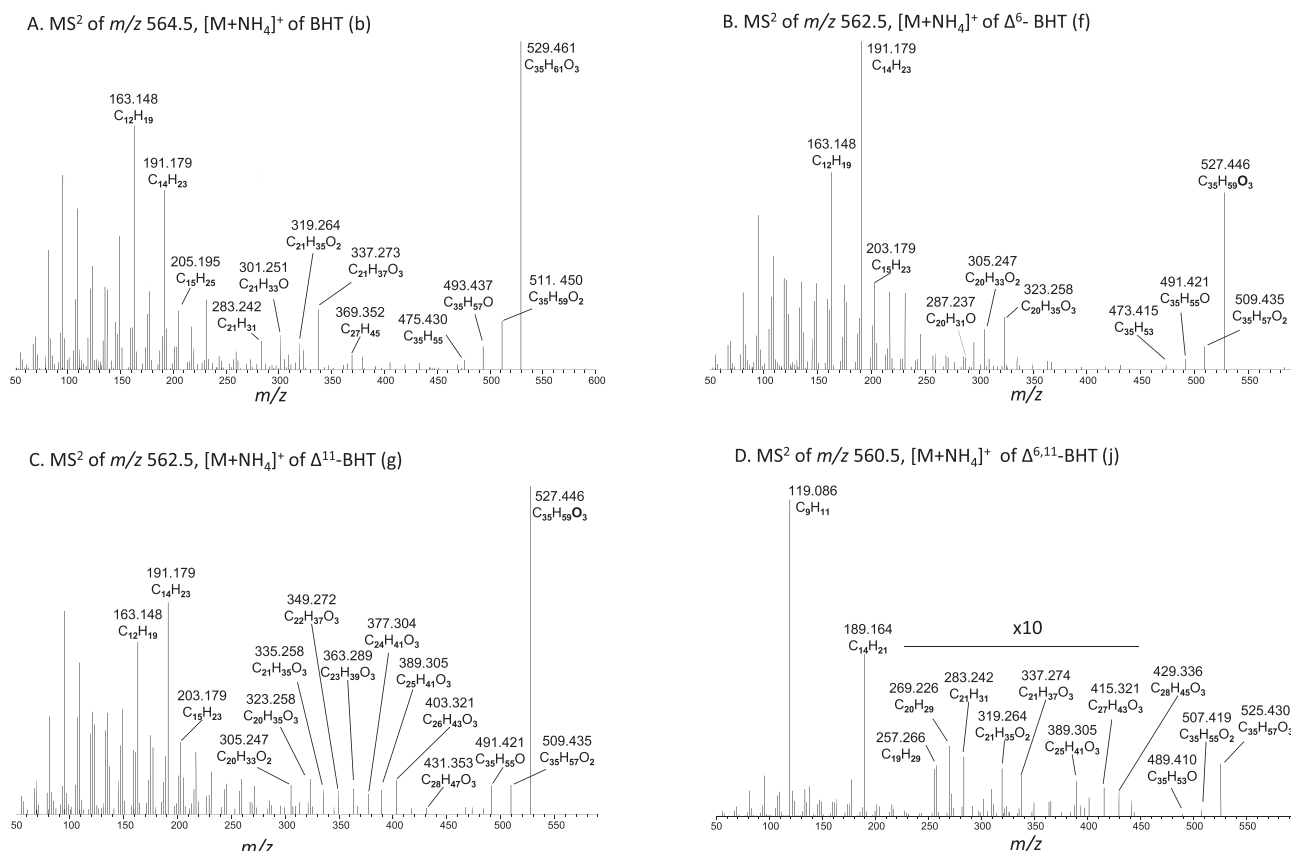 A. MS² of m/z 564.5, [M+NH₄]⁺ of BHT (b)
529.461
C₃₅H₆₁O₃
163.148
C₁₂H₁₉
191.179
C₁₄H₂₃
319.264
C₂₁H₃₅O₂
337.273
C₂₁H₃₇O₃
205.195
C₁₅H₂₅
301.251
C₂₁H₃₃O
283.242
C₂₁H₃₁
369.352
C₂₇H₄₅
493.437
C₃₅H₅₇O
511. 450
C₃₅H₅₉O₂
475.430
C₃₅H₅₅
50 100 150 200 250 300 350 400 450 500 550 600
m/z
B. MS² of m/z 562.5, [M+NH₄]⁺ of Δ⁶- BHT (f)
191.179
C₁₄H₂₃
163.148
C₁₂H₁₉
527.446
C₃₅H₅₉O₃
203.179
C₁₅H₂₃
305.247
C₂₀H₃₃O₂
323.258
C₂₀H₃₅O₃
287.237
C₂₀H₃₁O
491.421
C₃₅H₅₅O
509.435
C₃₅H₅₇O₂
473.415
C₃₅H₅₃
50 100 150 200 250 300 350 400 450 500 550
m/z
C. MS² of m/z 562.5, [M+NH₄]⁺ of Δ¹¹-BHT (g)
527.446
C₃₅H₅₉O₃
191.179
C₁₄H₂₃
163.148
C₁₂H₁₉
349.272
C₂₂H₃₇O₃
377.304
C₂₄H₄₁O₃
335.258
C₂₁H₃₅O₃
363.289
C₂₃H₃₉O₃
389.305
C₂₅H₄₁O₃
203.179
C₁₅H₂₃
323.258
C₂₀H₃₅O₃
403.321
C₂₆H₄₃O₃
305.247
C₂₀H₃₃O₂
431.353
C₂₈H₄₇O₃
491.421
C₃₅H₅₅O
509.435
C₃₅H₅₇O₂
50 100 150 200 250 300 350 400 450 500 550
m/z
D. MS² of m/z 560.5, [M+NH₄]⁺ of Δ⁶,¹¹-BHT (j)
119.086
C₉H₁₁
189.164
C₁₄H₂₁
x10
269.226
C₂₀H₂₉
283.242
C₂₁H₃₁
337.274
C₂₁H₃₇O₃
429.336
C₂₈H₄₅O₃
415.321
C₂₇H₄₃O₃
257.266
C₁₉H₂₉
319.264
C₂₁H₃₅O₂
389.305
C₂₅H₄₁O₃
507.419
C₃₅H₅₅O₂
525.430
C₃₅H₅₇O₃
489.410
C₃₅H₅₃O
50 100 150 200 250 300 350 400 450 500 550
m/z